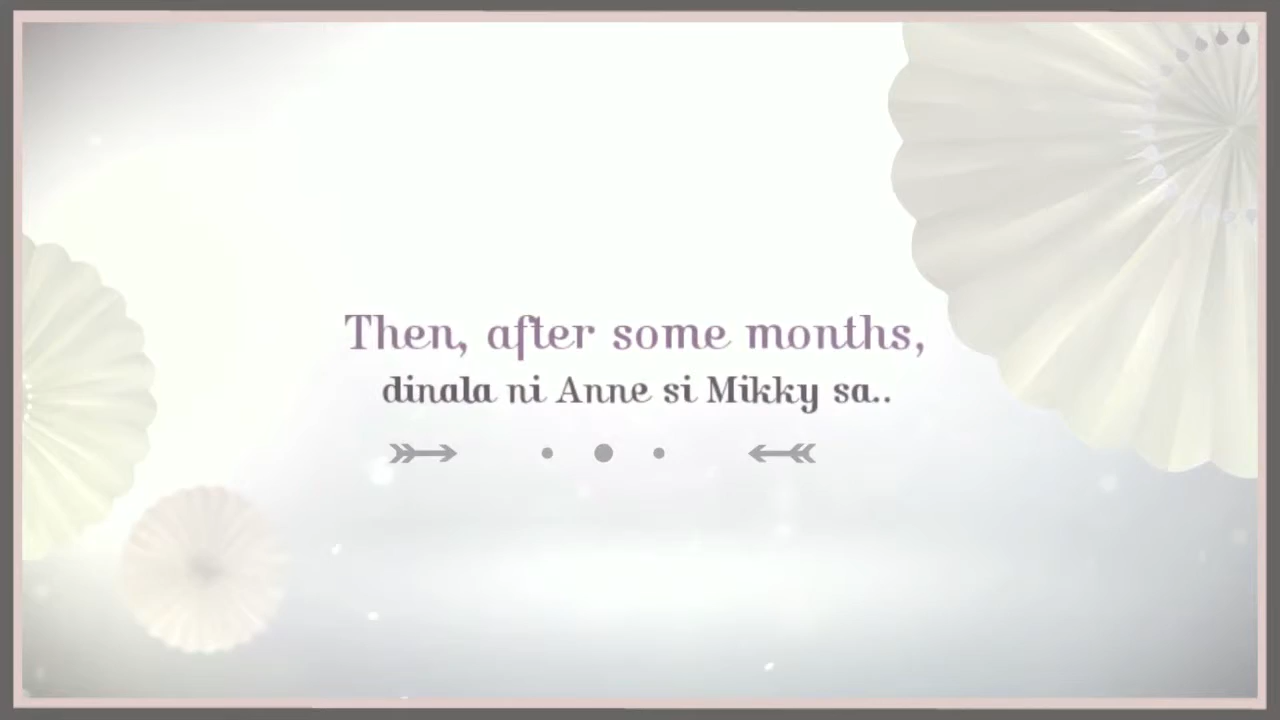 Then, after some months,
dinala ni Anne si Mikky sa..